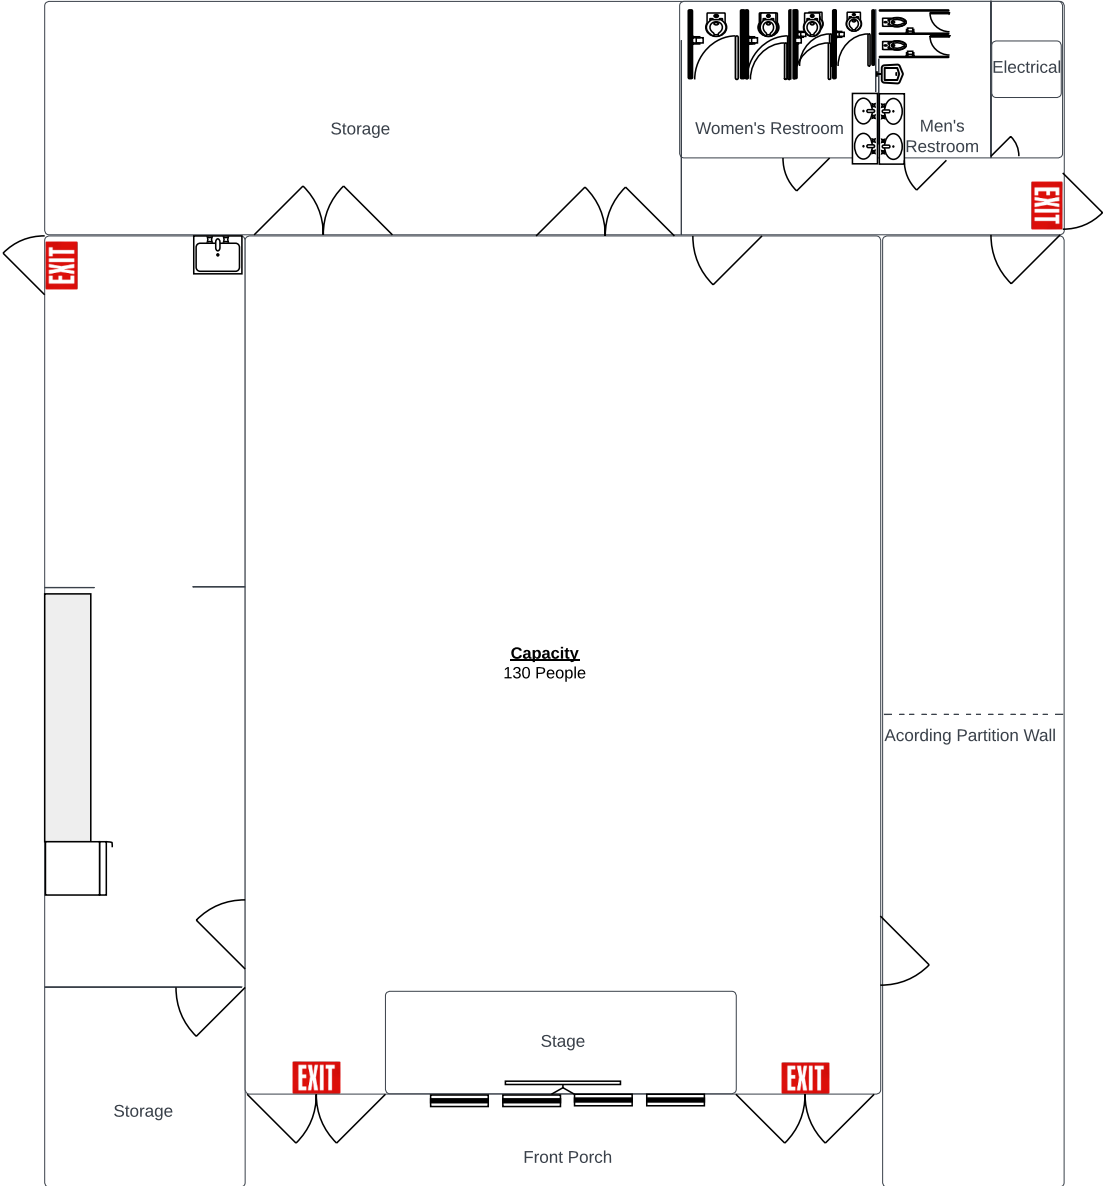 Electrical
Storage
Women's Restroom
Men's
Restroom
EXIT
EXIT
Capacity
130 People
Acording Partition Wall
Stage
EXIT
EXIT
Storage
Front Porch